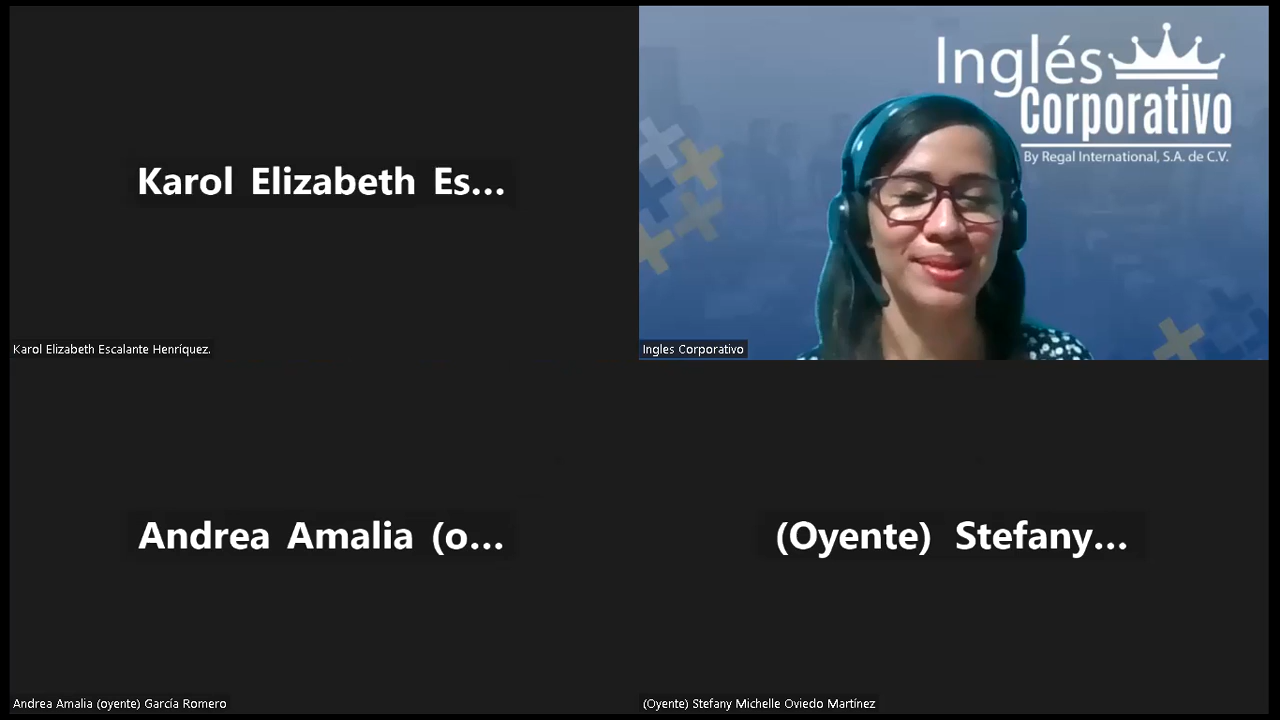 Karol Elizabeth Es...
Karol Elizabeth Escalante Henríquez.
Inglés
Corporativo
By Regal International, S.A. de C.V.
Ingles Corporativo
Andrea Amalia (o...
Andrea Amalia (oyente) García Romero
(Oyente) Stefany...
(Oyente) Stefany Michelle Oviedo Martínez